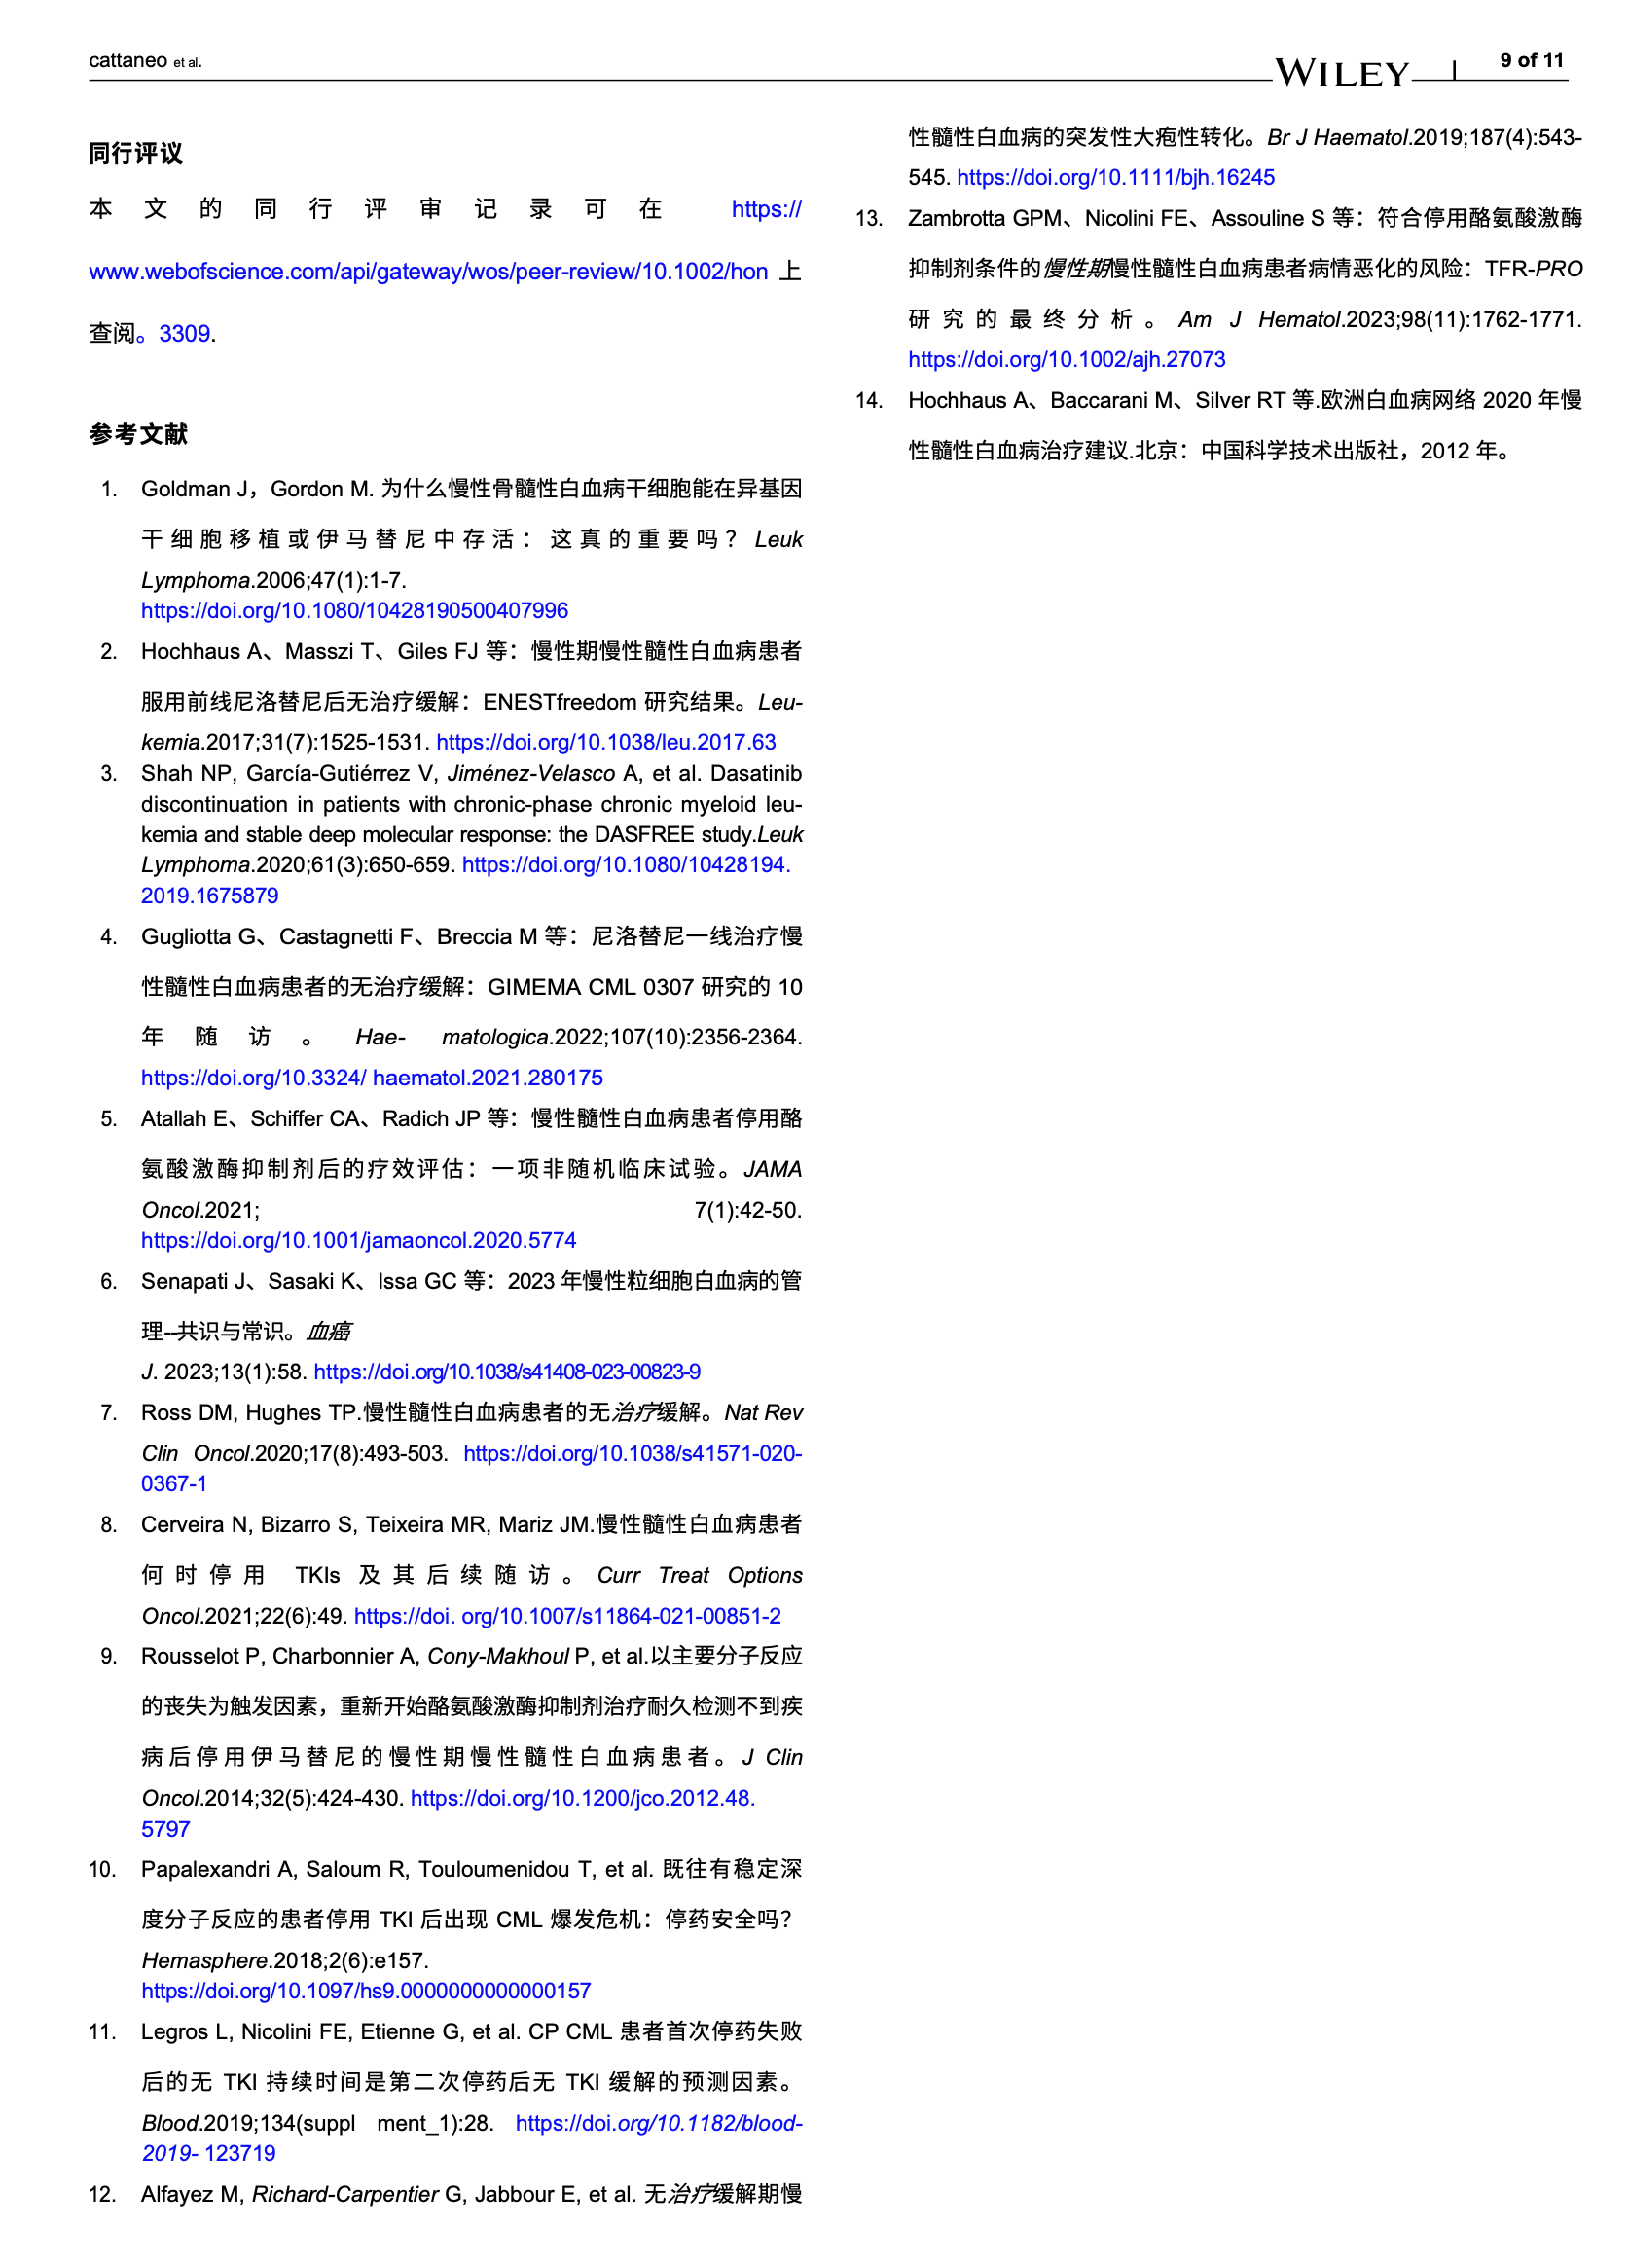 cattaneo et al.
WILEY
9 of 11
同行评议
本文的同行评审记录可在 https://
www.webofscience.com/api/gateway/wos/peer-review/10.1002/hon 上
查阅。3309.
参考文献
1. Goldman J，Gordon M. 为什么慢性骨髓性白血病干细胞能在异基因
干细胞移植或伊马替尼中存活：这真的重要吗？Leuk
Lymphoma.2006;47(1):1-7.
https://doi.org/10.1080/10428190500407996
2. Hochhaus A、Masszi T、Giles FJ 等：慢性期慢性髓性白血病患者
服用前线尼洛替尼后无治疗缓解：ENESTfreedom 研究结果。Leu-
kemia.2017;31(7):1525-1531. https://doi.org/10.1038/leu.2017.63
3. Shah NP, García-Gutiérrez V, Jiménez-Velasco A, et al. Dasatinib
discontinuation in patients with chronic-phase chronic myeloid leu-
kemia and stable deep molecular response: the DASFREE study.Leuk
Lymphoma.2020;61(3):650-659. https://doi.org/10.1080/10428194.
2019.1675879
4. Gugliotta G、Castagnetti F、Breccia M 等：尼洛替尼一线治疗慢
性髓性白血病患者的无治疗缓解：GIMEMA CML 0307 研究的 10
年随访。Hae- matologica.2022;107(10):2356-2364.
https://doi.org/10.3324/ haematol.2021.280175
5. Atallah E、Schiffer CA、Radich JP 等：慢性髓性白血病患者停用酪
氨酸激酶抑制剂后的疗效评估：一项非随机临床试验。JAMA
Oncol.2021; 7(1):42-50.
https://doi.org/10.1001/jamaoncol.2020.5774
6. Senapati J、Sasaki K、Issa GC 等：2023 年慢性粒细胞白血病的管
理--共识与常识。血癌
J. 2023;13(1):58. https://doi.org/10.1038/s41408-023-00823-9
7. Ross DM, Hughes TP.慢性髓性白血病患者的无治疗缓解。Nat Rev
Clin Oncol.2020;17(8):493-503. https://doi.org/10.1038/s41571-020-
0367-1
8. Cerveira N, Bizarro S, Teixeira MR, Mariz JM.慢性髓性白血病患者
何时停用 TKIs 及其后续随访。Curr Treat Options
Oncol.2021;22(6):49. https://doi. org/10.1007/s11864-021-00851-2
9. Rousselot P, Charbonnier A, Cony-Makhoul P, et al.以主要分子反应
的丧失为触发因素，重新开始酪氨酸激酶抑制剂治疗耐久检测不到疾
病后停用伊马替尼的慢性期慢性髓性白血病患者。J Clin
Oncol.2014;32(5):424-430. https://doi.org/10.1200/jco.2012.48.
5797
10. Papalexandri A, Saloum R, Touloumenidou T, et al. 既往有稳定深
度分子反应的患者停用 TKI 后出现 CML 爆发危机：停药安全吗？
Hemasphere.2018;2(6):e157.
https://doi.org/10.1097/hs9.0000000000000157
11. Legros L, Nicolini FE, Etienne G, et al. CP CML 患者首次停药失败
后的无 TKI 持续时间是第二次停药后无 TKI 缓解的预测因素。
Blood.2019;134(suppl ment_1):28. https://doi.org/10.1182/blood-
2019- 123719
12. Alfayez M, Richard-Carpentier G, Jabbour E, et al. 无治疗缓解期慢
性髓性白血病的突发性大疱性转化。Br J Haematol.2019;187(4):543-
545. https://doi.org/10.1111/bjh.16245
13. Zambrotta GPM、Nicolini FE、Assouline S 等：符合停用酪氨酸激酶
抑制剂条件的慢性期慢性髓性白血病患者病情恶化的风险：TFR-PRO
研究的最终分析。Am J Hematol.2023;98(11):1762-1771.
https://doi.org/10.1002/ajh.27073
14. Hochhaus A、Baccarani M、Silver RT 等.欧洲白血病网络 2020 年慢
性髓性白血病治疗建议.北京：中国科学技术出版社，2012 年。